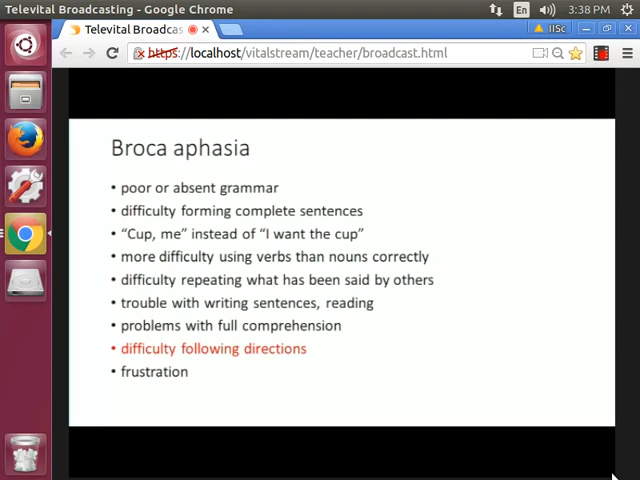 Televital Broadcasting - Google Chrome
En
3:38 PM
Televital Broadcas
IISc
https://localhost/vitalstream/teacher/broadcast.html
Broca aphasia
• poor or absent grammar
• difficulty forming complete sentences
• “Cup, me” instead of “I want the cup”
• more difficulty using verbs than nouns correctly
• difficulty repeating what has been said by others
• trouble with writing sentences, reading
• problems with full comprehension
• difficulty following directions
• frustration